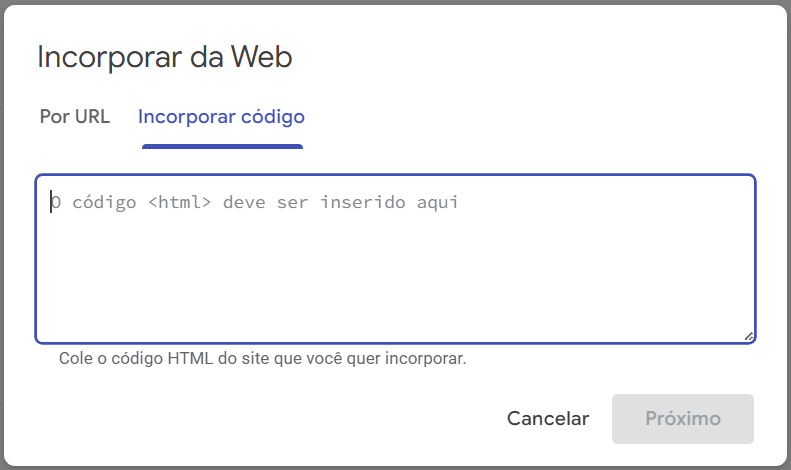 Incorporar da Web
Por URL Incorporar código
O código <html> deve ser inserido aqui
Cole o código HTML do site que você quer incorporar.
Cancelar Próximo